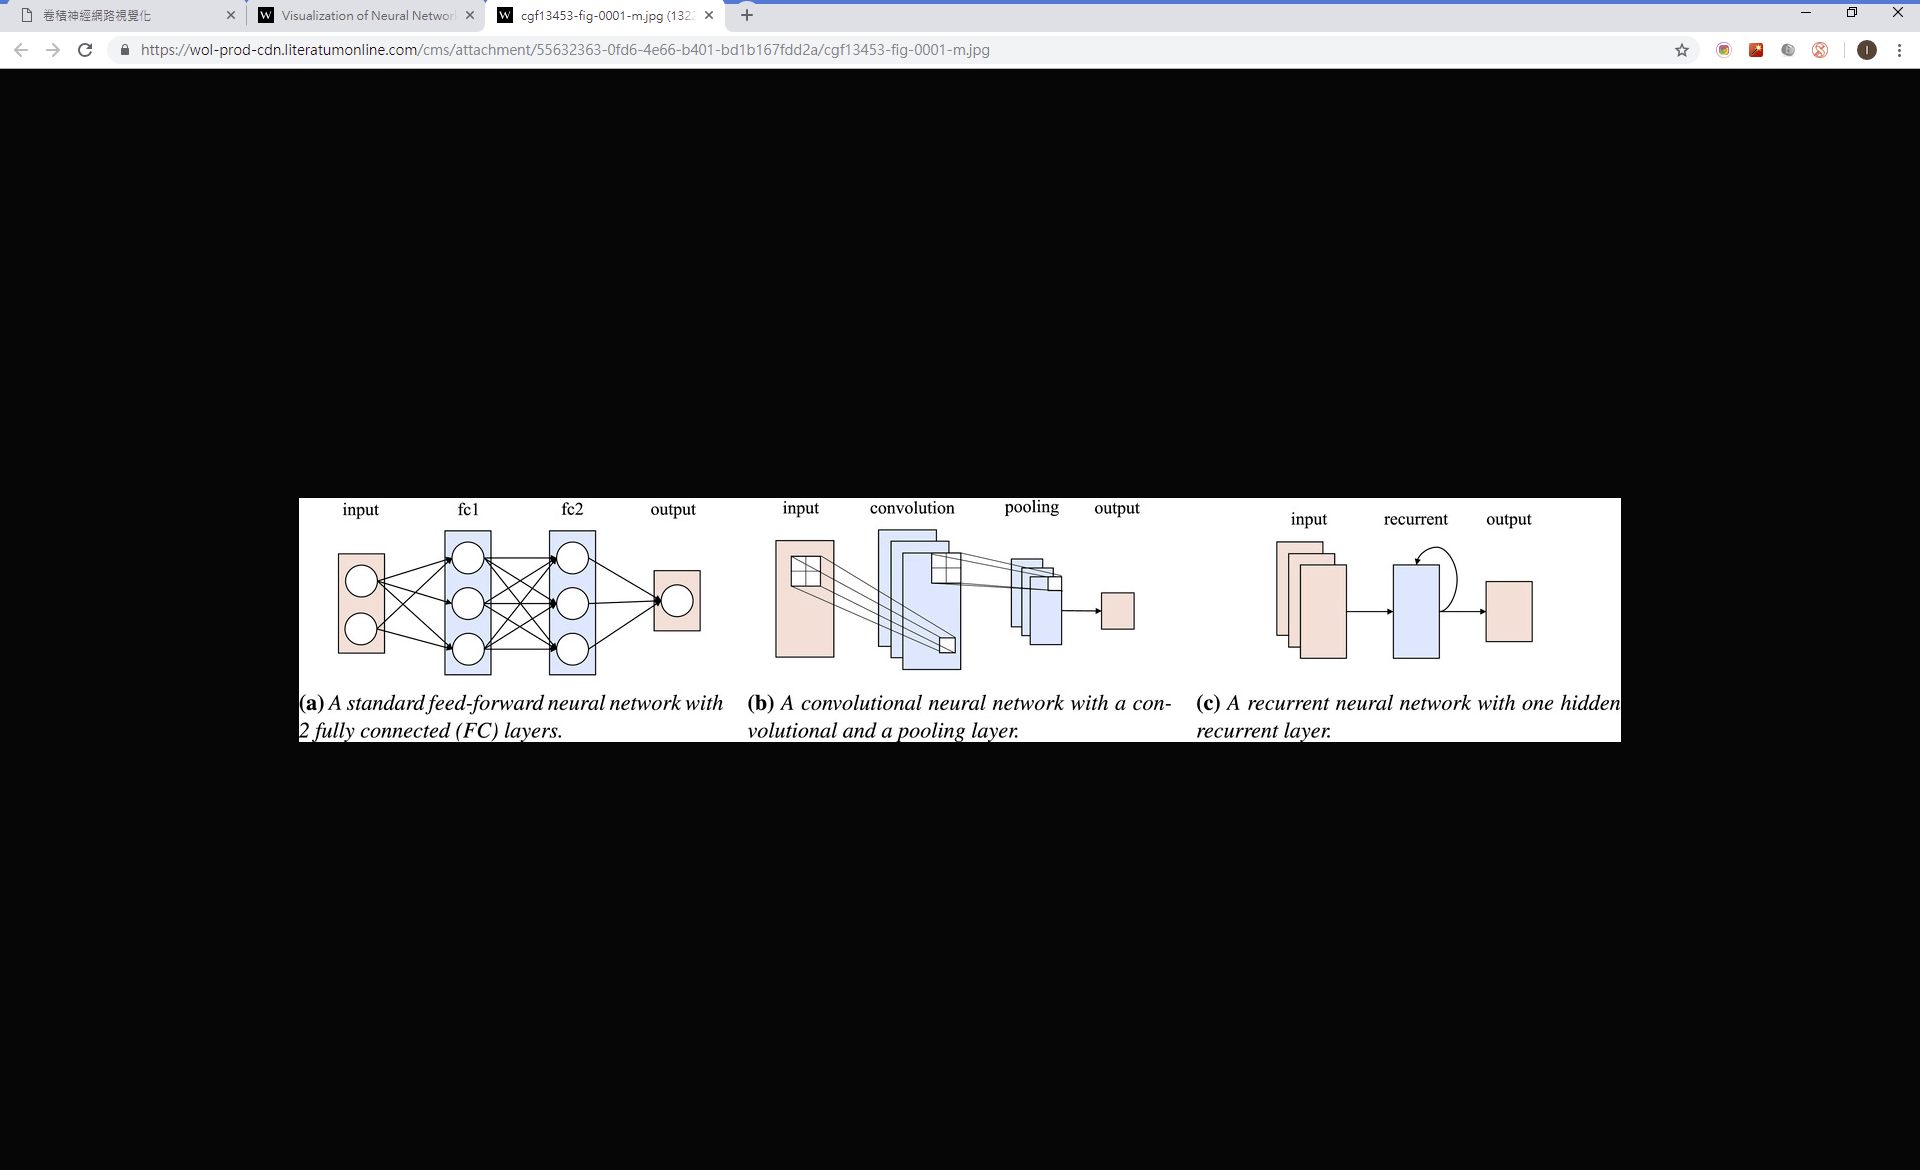 卷積神經網路視覺化
Visualization of Neural Networ
cgf13453-fig-0001-m.jpg (132
https://wol-prod-cdn.literatumonline.com/cms/attachment/55632363-0fd6-4e66-b401-bd1b167fdd2a/cgf13453-fig-0001-m.jpg
input fc1 fc2 output
(a) A standard feed-forward neural network with
2 fully connected (FC) layers.
input convolution pooling output
(b) A convolutional neural network with a con-
volutional and a pooling layer.
input recurrent output
(c) A recurrent neural network with one hidden
recurrent layer.